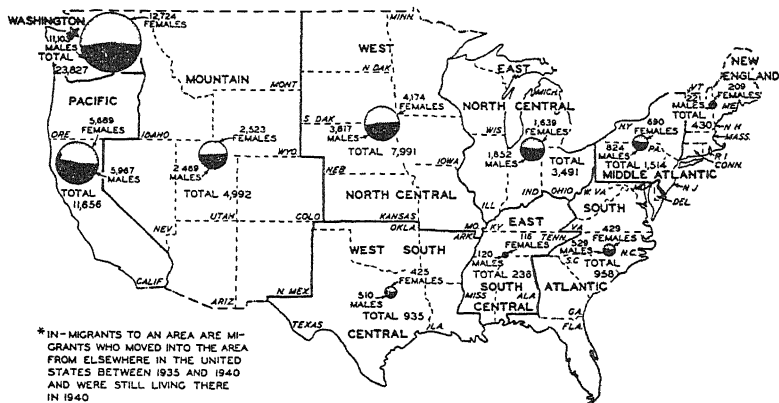 WASHINGTON
12,724
FEMALES
11,103
MALES
TOTAL
23,827
PACIFIC
5,689
FEMALES
5,967
MALES
TOTAL
11,656
ORE.
IDAHO
NEV.
CALIF.
MOUNTAIN
MONT.
2,523
FEMALES
2,469
MALES
TOTAL 4,992
WYO.
UTAH
COLO.
ARIZ.
N MEX.
WEST
MINN.
N DAK
4,174
FEMALES
S. DAK
3,817
MALES
TOTAL 7,991
IOWA
NEB
NORTH CENTRAL
KANSAS
MO.
OKLA.
ARK.
WEST SOUTH
425
FEMALES
510
MALES
TOTAL 935
TEXAS
CENTRAL
LA.
EAST
MICH.
NORTH CENTRAL
WIS
1,639
FEMALES
1,852
MALES
TOTAL
3,491
ILL
IND.
OHIO
W. VA
KY
EAST
118
FEMALES
TENN.
120
MALES
TOTAL 238
SOUTH
CENTRAL
MISS
ALA
NEW
ENGLAND
VT
209
FEMALES
MALES
ME.
TOTAL
430
N H
MASS.
R I
CONN.
NY
690
FEMALES
824
MALES
PA.
TOTAL 1,514
MIDDLE ATLANTIC
N J
DEL.
SOUTH
VA
429
FEMALES
529
MALES
N.C.
TOTAL
958
S.C
ATLANTIC
GA.
FLA.
*IN-MIGRANTS TO AN AREA ARE MI-
GRANTS WHO MOVED INTO THE AREA
FROM ELSEWHERE IN THE UNITED
STATES BETWEEN 1935 AND 1940
AND WERE STILL LIVING THERE
IN 1940